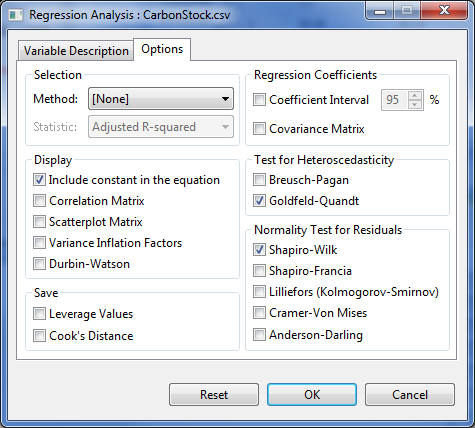 Regression Analysis : CarbonStock.csv
Variable Description
Options
Selection
Method: [None]
Statistic: Adjusted R-squared
Display
Include constant in the equation
Correlation Matrix
Scatterplot Matrix
Variance Inflation Factors
Durbin-Watson
Save
Leverage Values
Cook's Distance
Regression Coefficients
Coefficient Interval 95 %
Covariance Matrix
Test for Heteroscedasticity
Breusch-Pagan
Goldfeld-Quandt
Normality Test for Residuals
Shapiro-Wilk
Shapiro-Francia
Lilliefors (Kolmogorov-Smirnov)
Cramer-Von Mises
Anderson-Darling
Reset
OK
Cancel